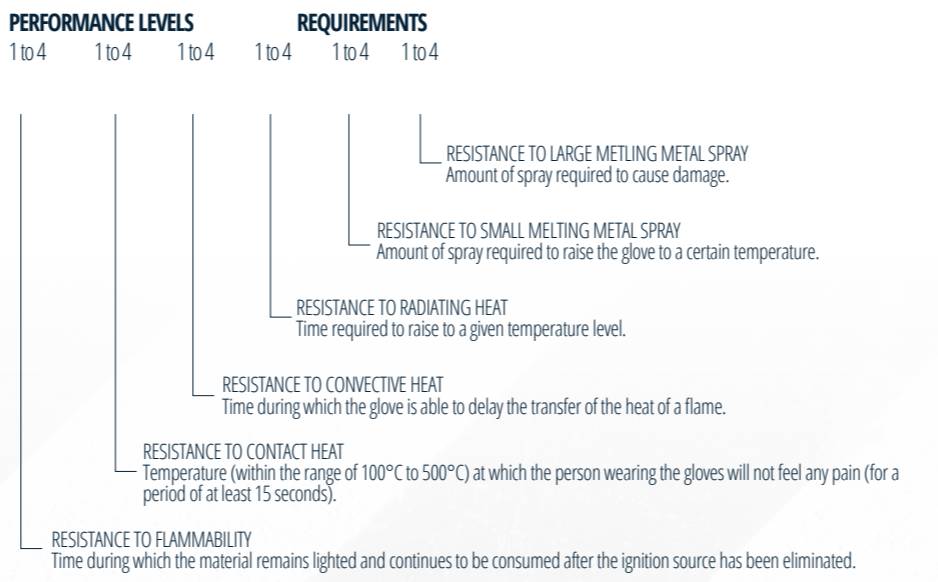 PERFORMANCE LEVELS REQUIREMENTS
1 to 4 1 to 4 1 to 4 1 to 4 1 to 4 1 to 4
RESISTANCE TO LARGE METLING METAL SPRAY
Amount of spray required to cause damage.
RESISTANCE TO SMALL MELTING METAL SPRAY
Amount of spray required to raise the glove to a certain temperature.
RESISTANCE TO RADIATING HEAT
Time required to raise to a given temperature level.
RESISTANCE TO CONVECTIVE HEAT
Time during which the glove is able to delay the transfer of the heat of a flame.
RESISTANCE TO CONTACT HEAT
Temperature (within the range of 100°C to 500°C) at which the person wearing the gloves will not feel any pain (for a
period of at least 15 seconds).
RESISTANCE TO FLAMMABILITY
Time during which the material remains lighted and continues to be consumed after the ignition source has been eliminated.